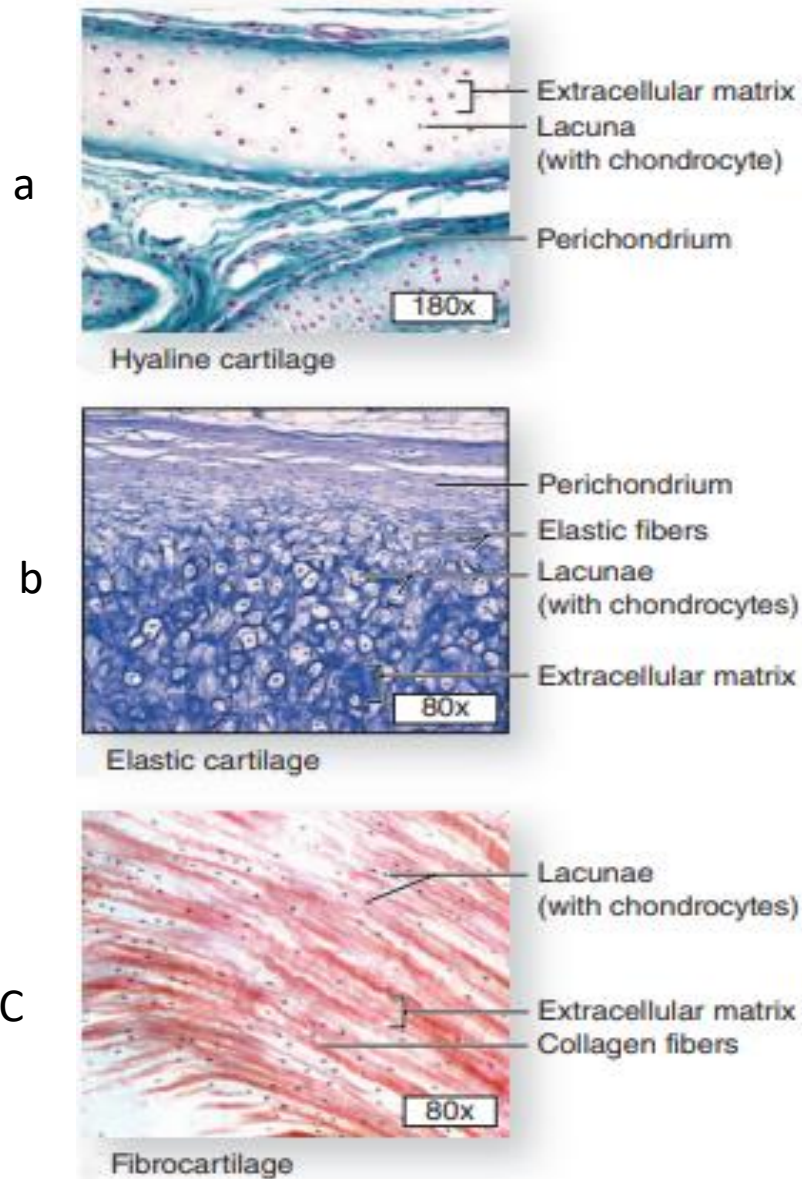 a
Extracellular matrix
Lacuna
(with chondrocyte)
Perichondrium
180x
Hyaline cartilage
b
Perichondrium
Elastic fibers
Lacunae
(with chondrocytes)
Extracellular matrix
80x
Elastic cartilage
C
Lacunae
(with chondrocytes)
Extracellular matrix
Collagen fibers
80x
Fibrocartilage